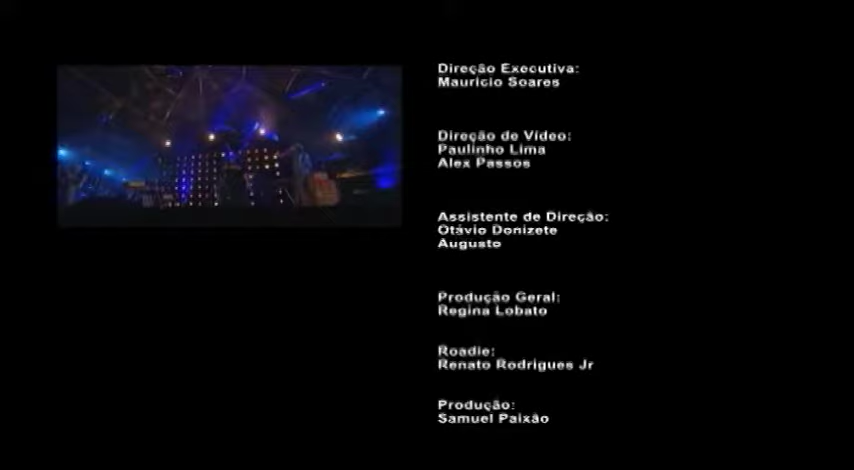 Direção Executiva:
Maurício Soares
Direção de Vídeo:
Paulinho Lima
Alex Passos
Assistente de Direção:
Otávio Donizete
Augusto
Produção Geral:
Regina Lobato
Roadie:
Renato Rodrigues Jr
Produção:
Samuel Paixão